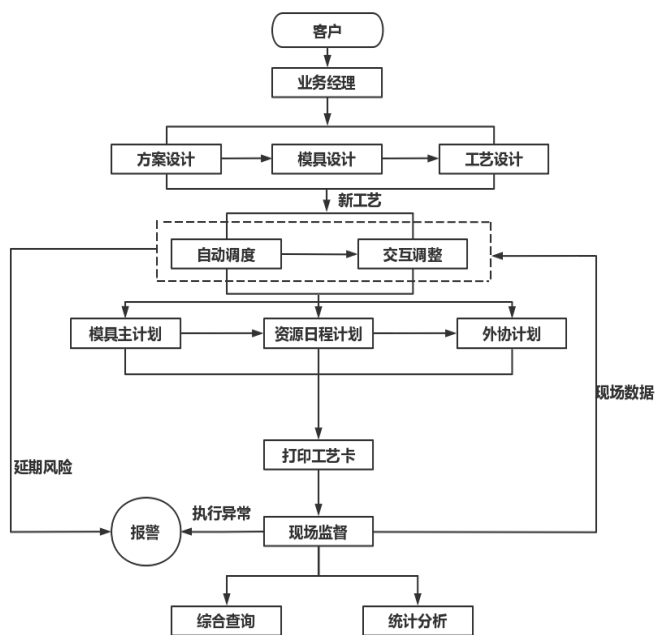 客户
业务经理
方案设计
模具设计
工艺设计
新工艺
自动调度
交互调整
模具主计划
资源日程计划
外协计划
现场数据
打印工艺卡
延期风险
执行异常
报警
现场监督
综合查询
统计分析